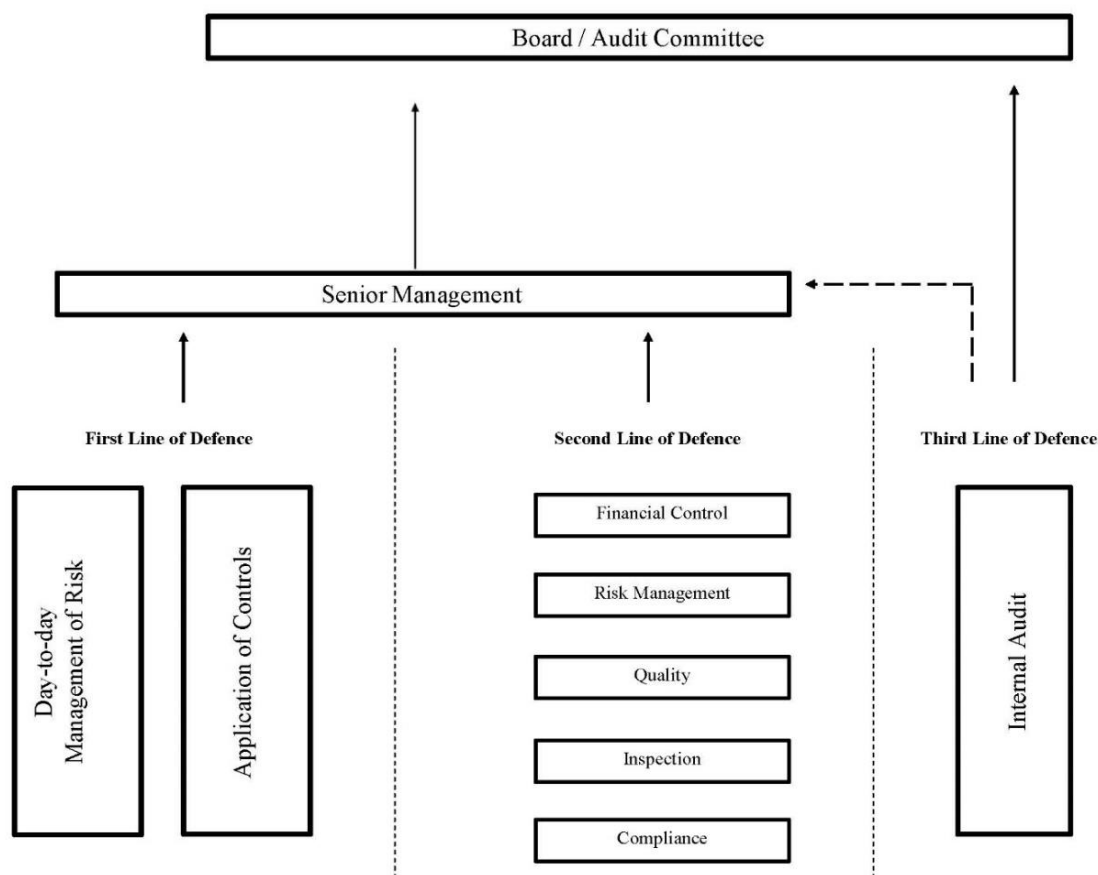 Board / Audit Committee
Senior Management
First Line of Defence
Second Line of Defence
Third Line of Defence
Day-to-day
Management of Risk
Application of Controls
Financial Control
Risk Management
Quality
Inspection
Compliance
Internal Audit